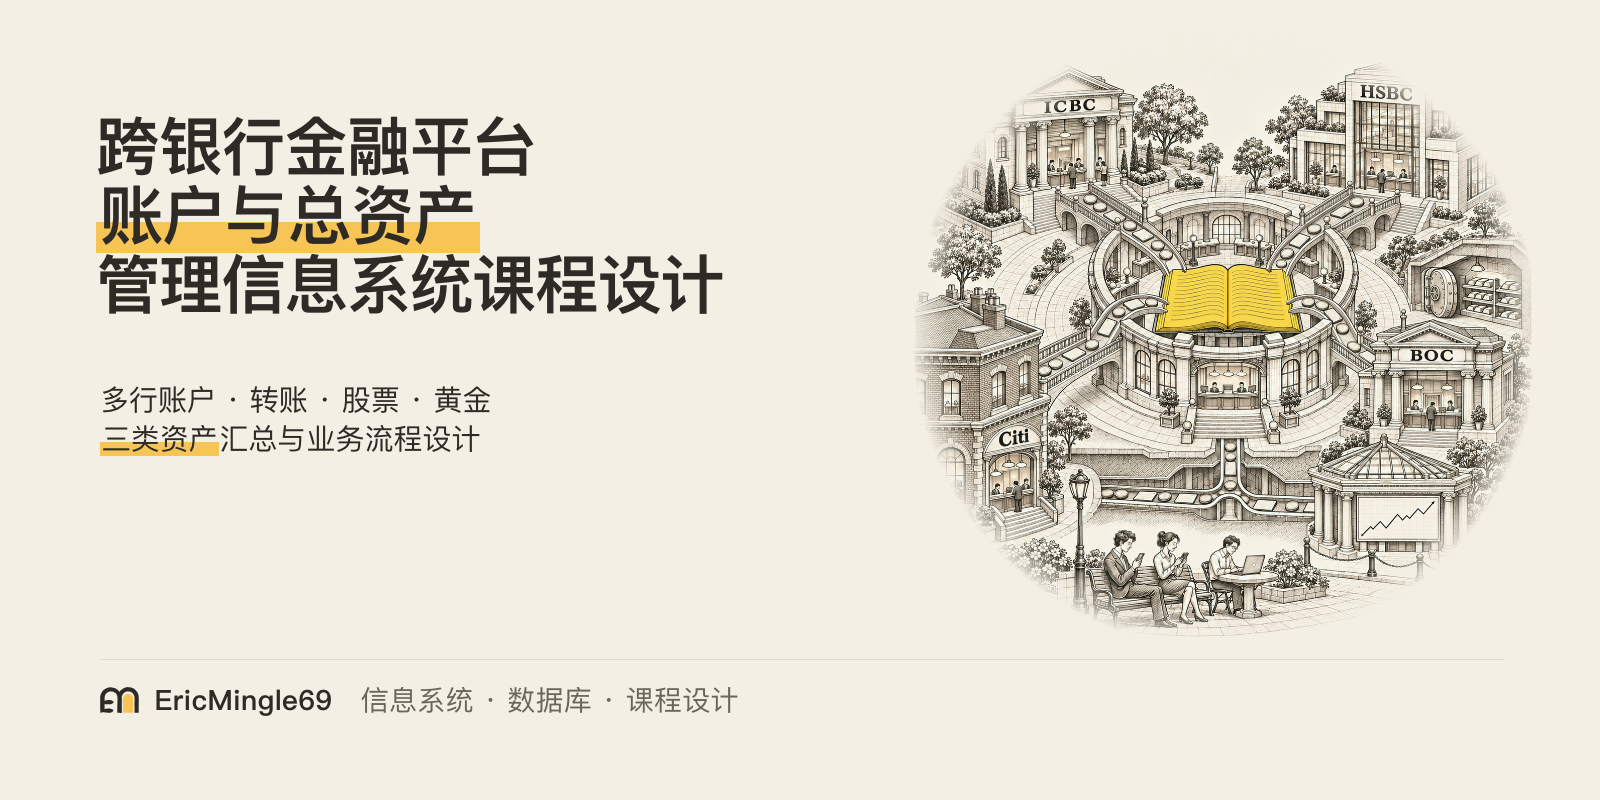 跨银行金融平台
账户与总资产
管理信息系统课程设计
多行账户 · 转账 · 股票 · 黄金
三类资产汇总与业务流程设计
ICBC
HSBC
BOC
Citi
EricMingle69 信息系统 · 数据库 · 课程设计